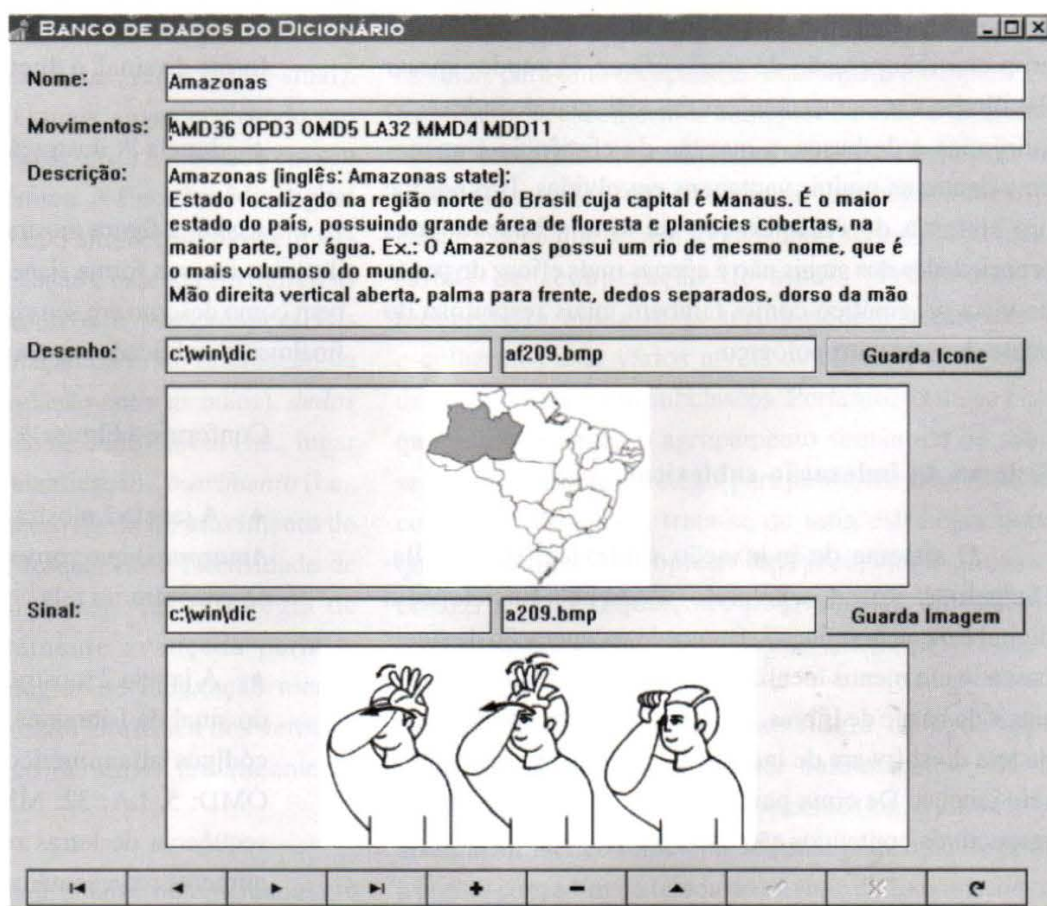 BANCO DE DADOS DO DICIONÁRIO
Nome: Amazonas
Movimentos: AMD36 OPD3 OMD5 LA32 MMD4 MDD11
Descrição: Amazonas (inglês: Amazonas state):
Estado localizado na região norte do Brasil cuja capital é Manaus. É o maior
estado do país, possuindo grande área de floresta e planícies cobertas, na
maior parte, por água. Ex.: O Amazonas possui um rio de mesmo nome, que é
o mais volumoso do mundo.
Mão direita vertical aberta, palma para frente, dedos separados, dorso da mão
Desenho: c:\win\dic af209.bmp Guarda Icone
Sinal: c:\win\dic a209.bmp Guarda Imagem